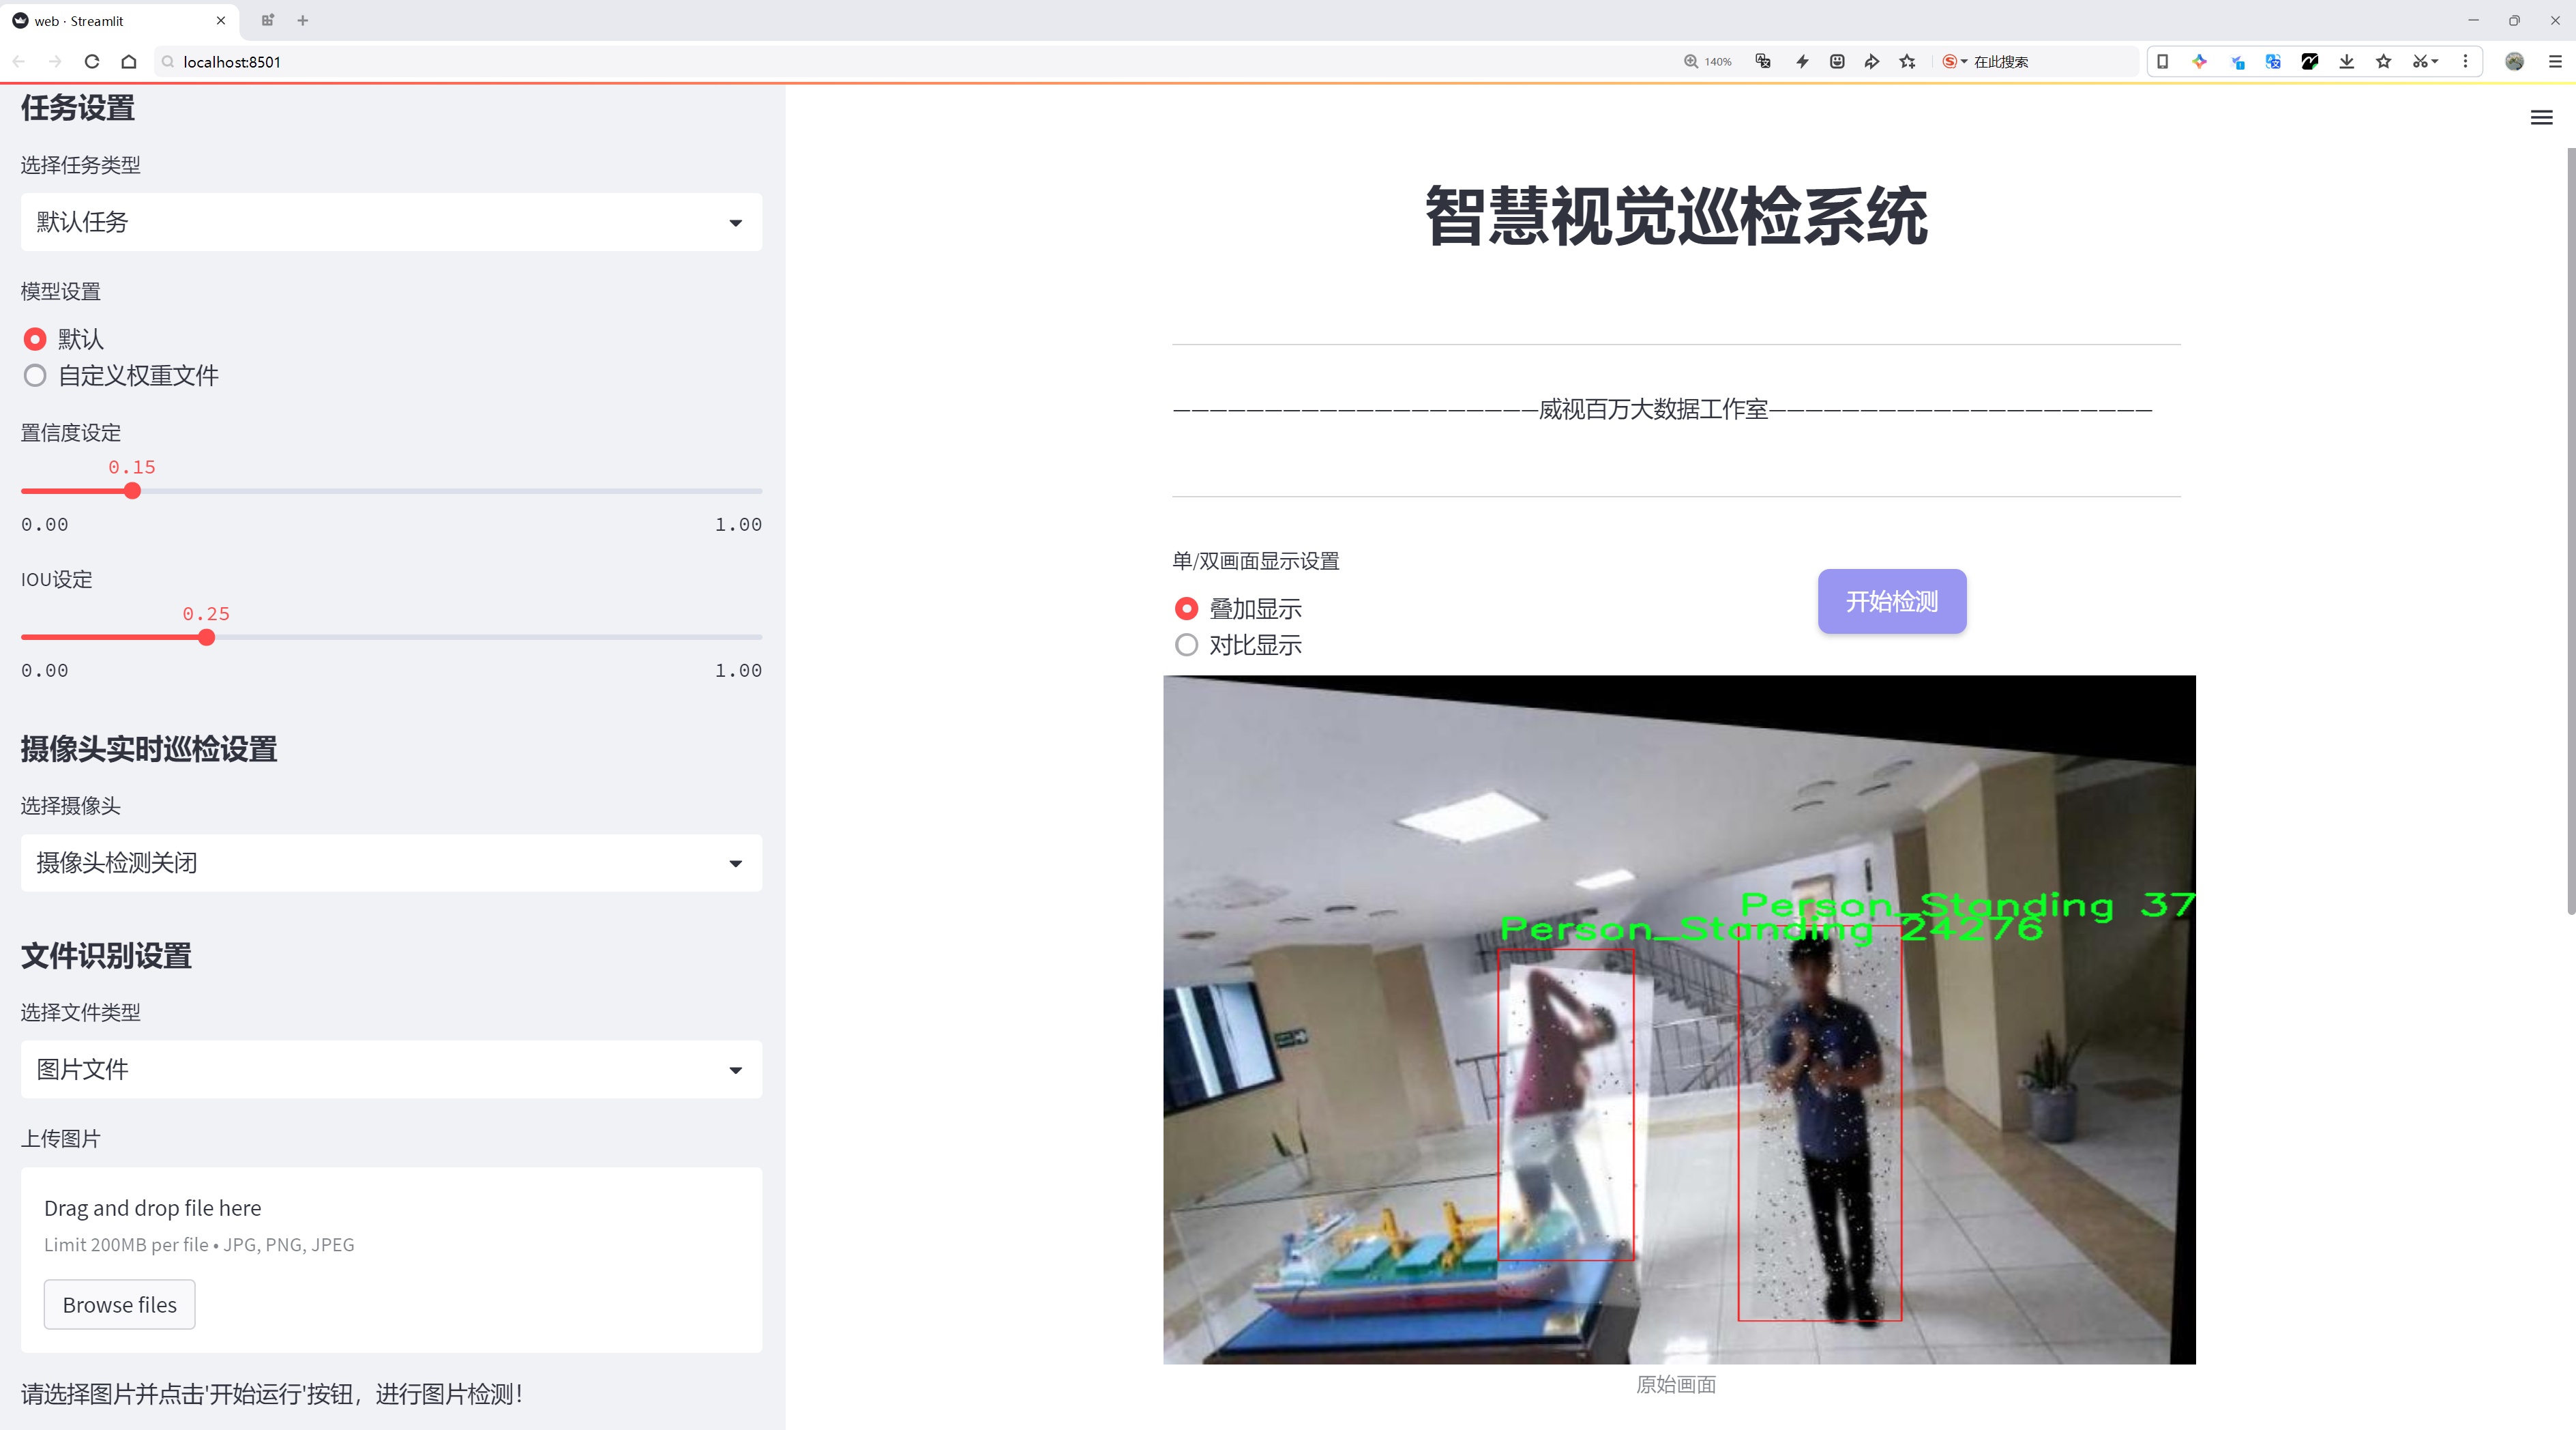 web · Streamlit
localhost:8501
140%
在此搜索
任务设置
选择任务类型
默认任务
模型设置
默认
自定义权重文件
置信度设定
0.15
0.00 1.00
IOU设定
0.25
0.00 1.00
摄像头实时巡检设置
选择摄像头
摄像头检测关闭
文件识别设置
选择文件类型
图片文件
上传图片
Drag and drop file here
Limit 200MB per file • JPG, PNG, JPEG
Browse files
请选择图片并点击'开始运行'按钮，进行图片检测！
智慧视觉巡检系统
————————————————————威视百万大数据工作室—————————————————————
单/双画面显示设置
叠加显示
对比显示
开始检测
Person_Standing 37
Person_Standing 24276
原始画面